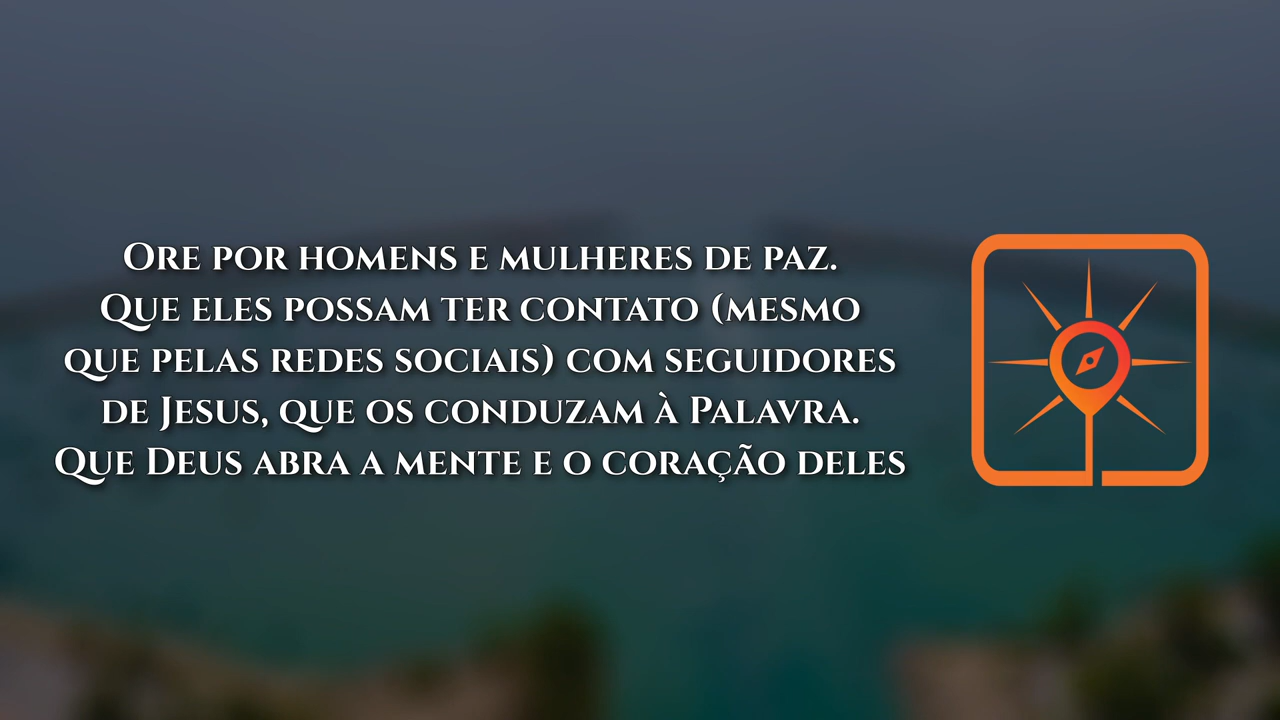 Ore por homens e mulheres de paz.
Que eles possam ter contato (mesmo
que pelas redes sociais) com seguidores
de Jesus, que os conduzam à Palavra.
Que Deus abra a mente e o coração deles